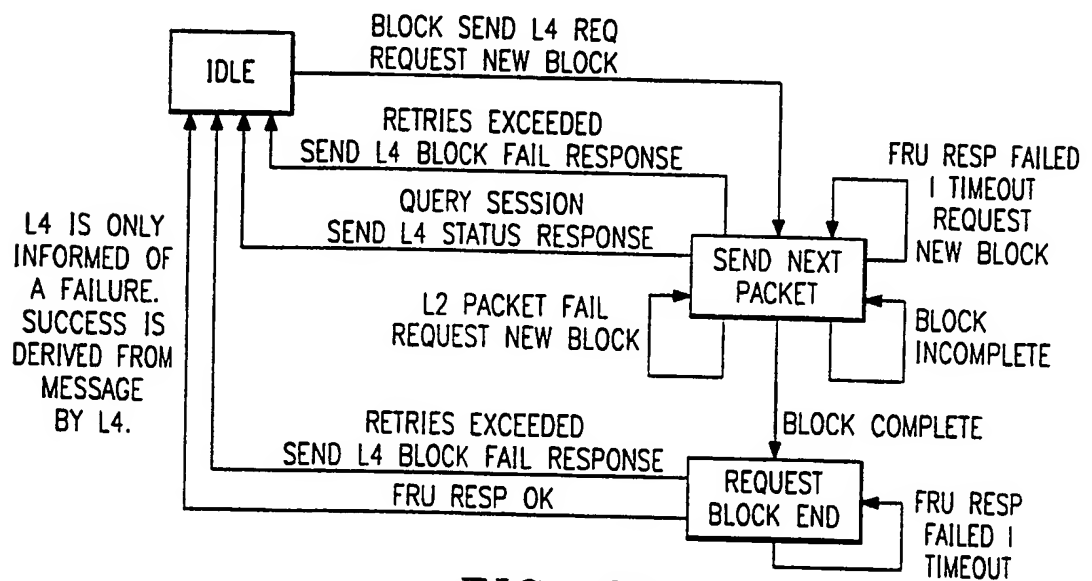 BLOCK SEND L4 REQ
REQUEST NEW BLOCK
IDLE
RETRIES EXCEEDED
SEND L4 BLOCK FAIL RESPONSE
QUERY SESSION
SEND L4 STATUS RESPONSE
FRU RESP FAILED
I TIMEOUT
REQUEST
NEW BLOCK
L4 IS ONLY
INFORMED OF
A FAILURE.
SUCCESS IS
DERIVED FROM
MESSAGE
BY L4.
SEND NEXT
PACKET
L2 PACKET FAIL
REQUEST NEW BLOCK
BLOCK
INCOMPLETE
BLOCK COMPLETE
RETRIES EXCEEDED
SEND L4 BLOCK FAIL RESPONSE
FRU RESP OK
REQUEST
BLOCK END
FRU RESP
FAILED I
TIMEOUT